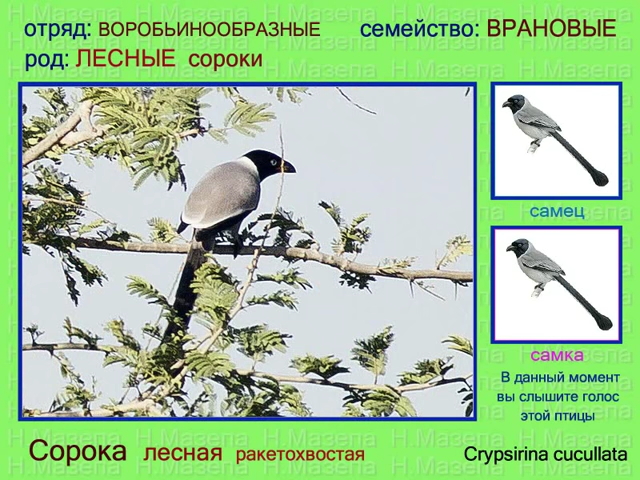 отряд: ВОРОБЬИНООБРАЗНЫЕ семейство: ВРАНОВЫЕ
род: ЛЕСНЫЕ сороки
самец
самка
В данный момент
вы слышите голос
этой птицы
Сорока лесная ракетохвостая Crypsirina cucullata